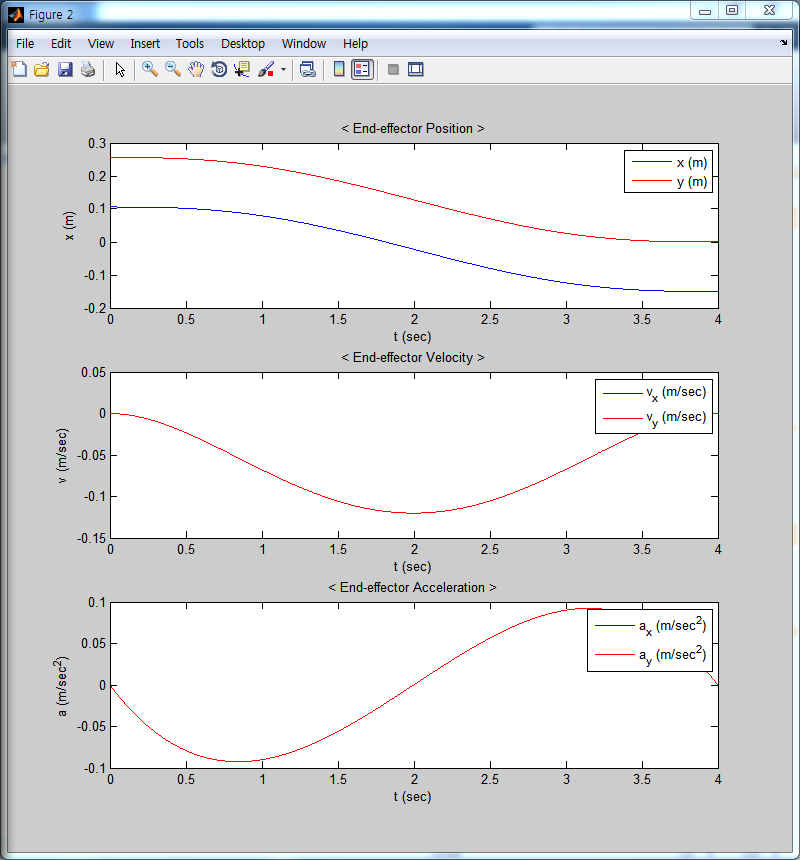 Figure 2
File Edit View Insert Tools Desktop Window Help
< End-effector Position >
0.3
0.2
0.1
0
-0.1
-0.2
x (m)
x (m)
y (m)
0 0.5 1 1.5 2 2.5 3 3.5 4
t (sec)
< End-effector Velocity >
0.05
0
-0.05
-0.1
-0.15
v (m/sec)
v_x (m/sec)
v_y (m/sec)
0 0.5 1 1.5 2 2.5 3 3.5 4
t (sec)
< End-effector Acceleration >
0.1
0.05
0
-0.05
-0.1
a (m/sec²)
a_x (m/sec²)
a_y (m/sec²)
0 0.5 1 1.5 2 2.5 3 3.5 4
t (sec)